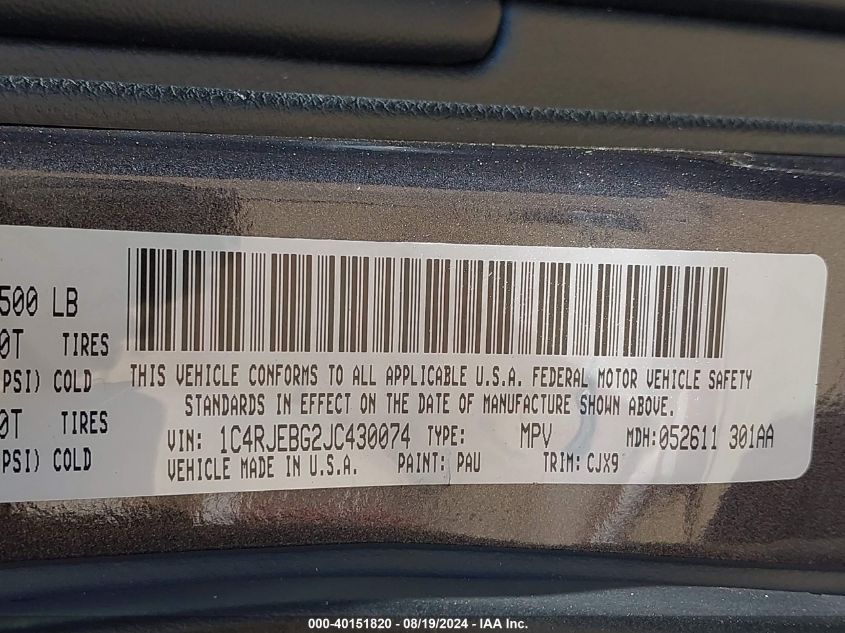 500 LB
0T TIRES
PSI) COLD
0T TIRES
PSI) COLD
THIS VEHICLE CONFORMS TO ALL APPLICABLE U.S.A. FEDERAL MOTOR VEHICLE SAFETY
STANDARDS IN EFFECT ON THE DATE OF MANUFACTURE SHOWN ABOVE.
VIN: 1C4RJEBG2JC430074 TYPE: MPV MDH: 052611 301AA
VEHICLE MADE IN U.S.A. PAINT: PAU TRIM: CJX9
000-40151820 - 08/19/2024 - IAA Inc.